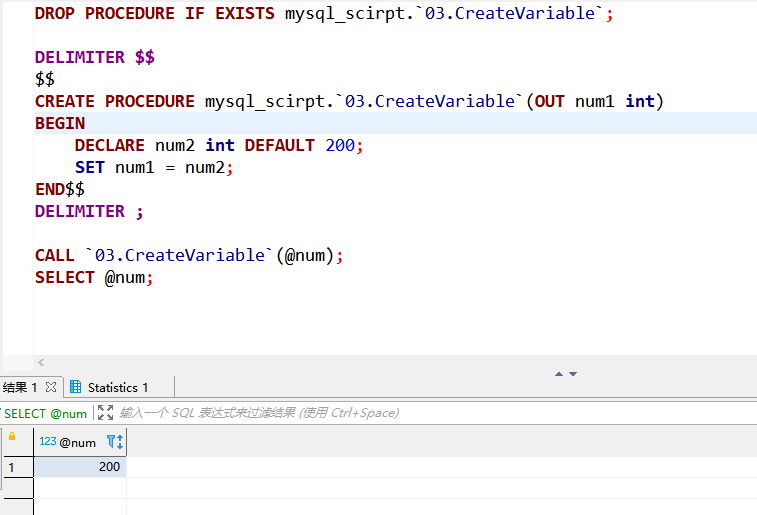 DROP PROCEDURE IF EXISTS mysql_scirpt.`03.CreateVariable`;
DELIMITER $$
$$
CREATE PROCEDURE mysql_scirpt.`03.CreateVariable`(OUT num1 int)
BEGIN
DECLARE num2 int DEFAULT 200;
SET num1 = num2;
END$$
DELIMITER ;
CALL `03.CreateVariable`(@num);
SELECT @num;
结果 1 Statistics 1
SELECT @num 输入一个 SQL 表达式来过滤结果 (使用 Ctrl+Space)
123 @num
1 200